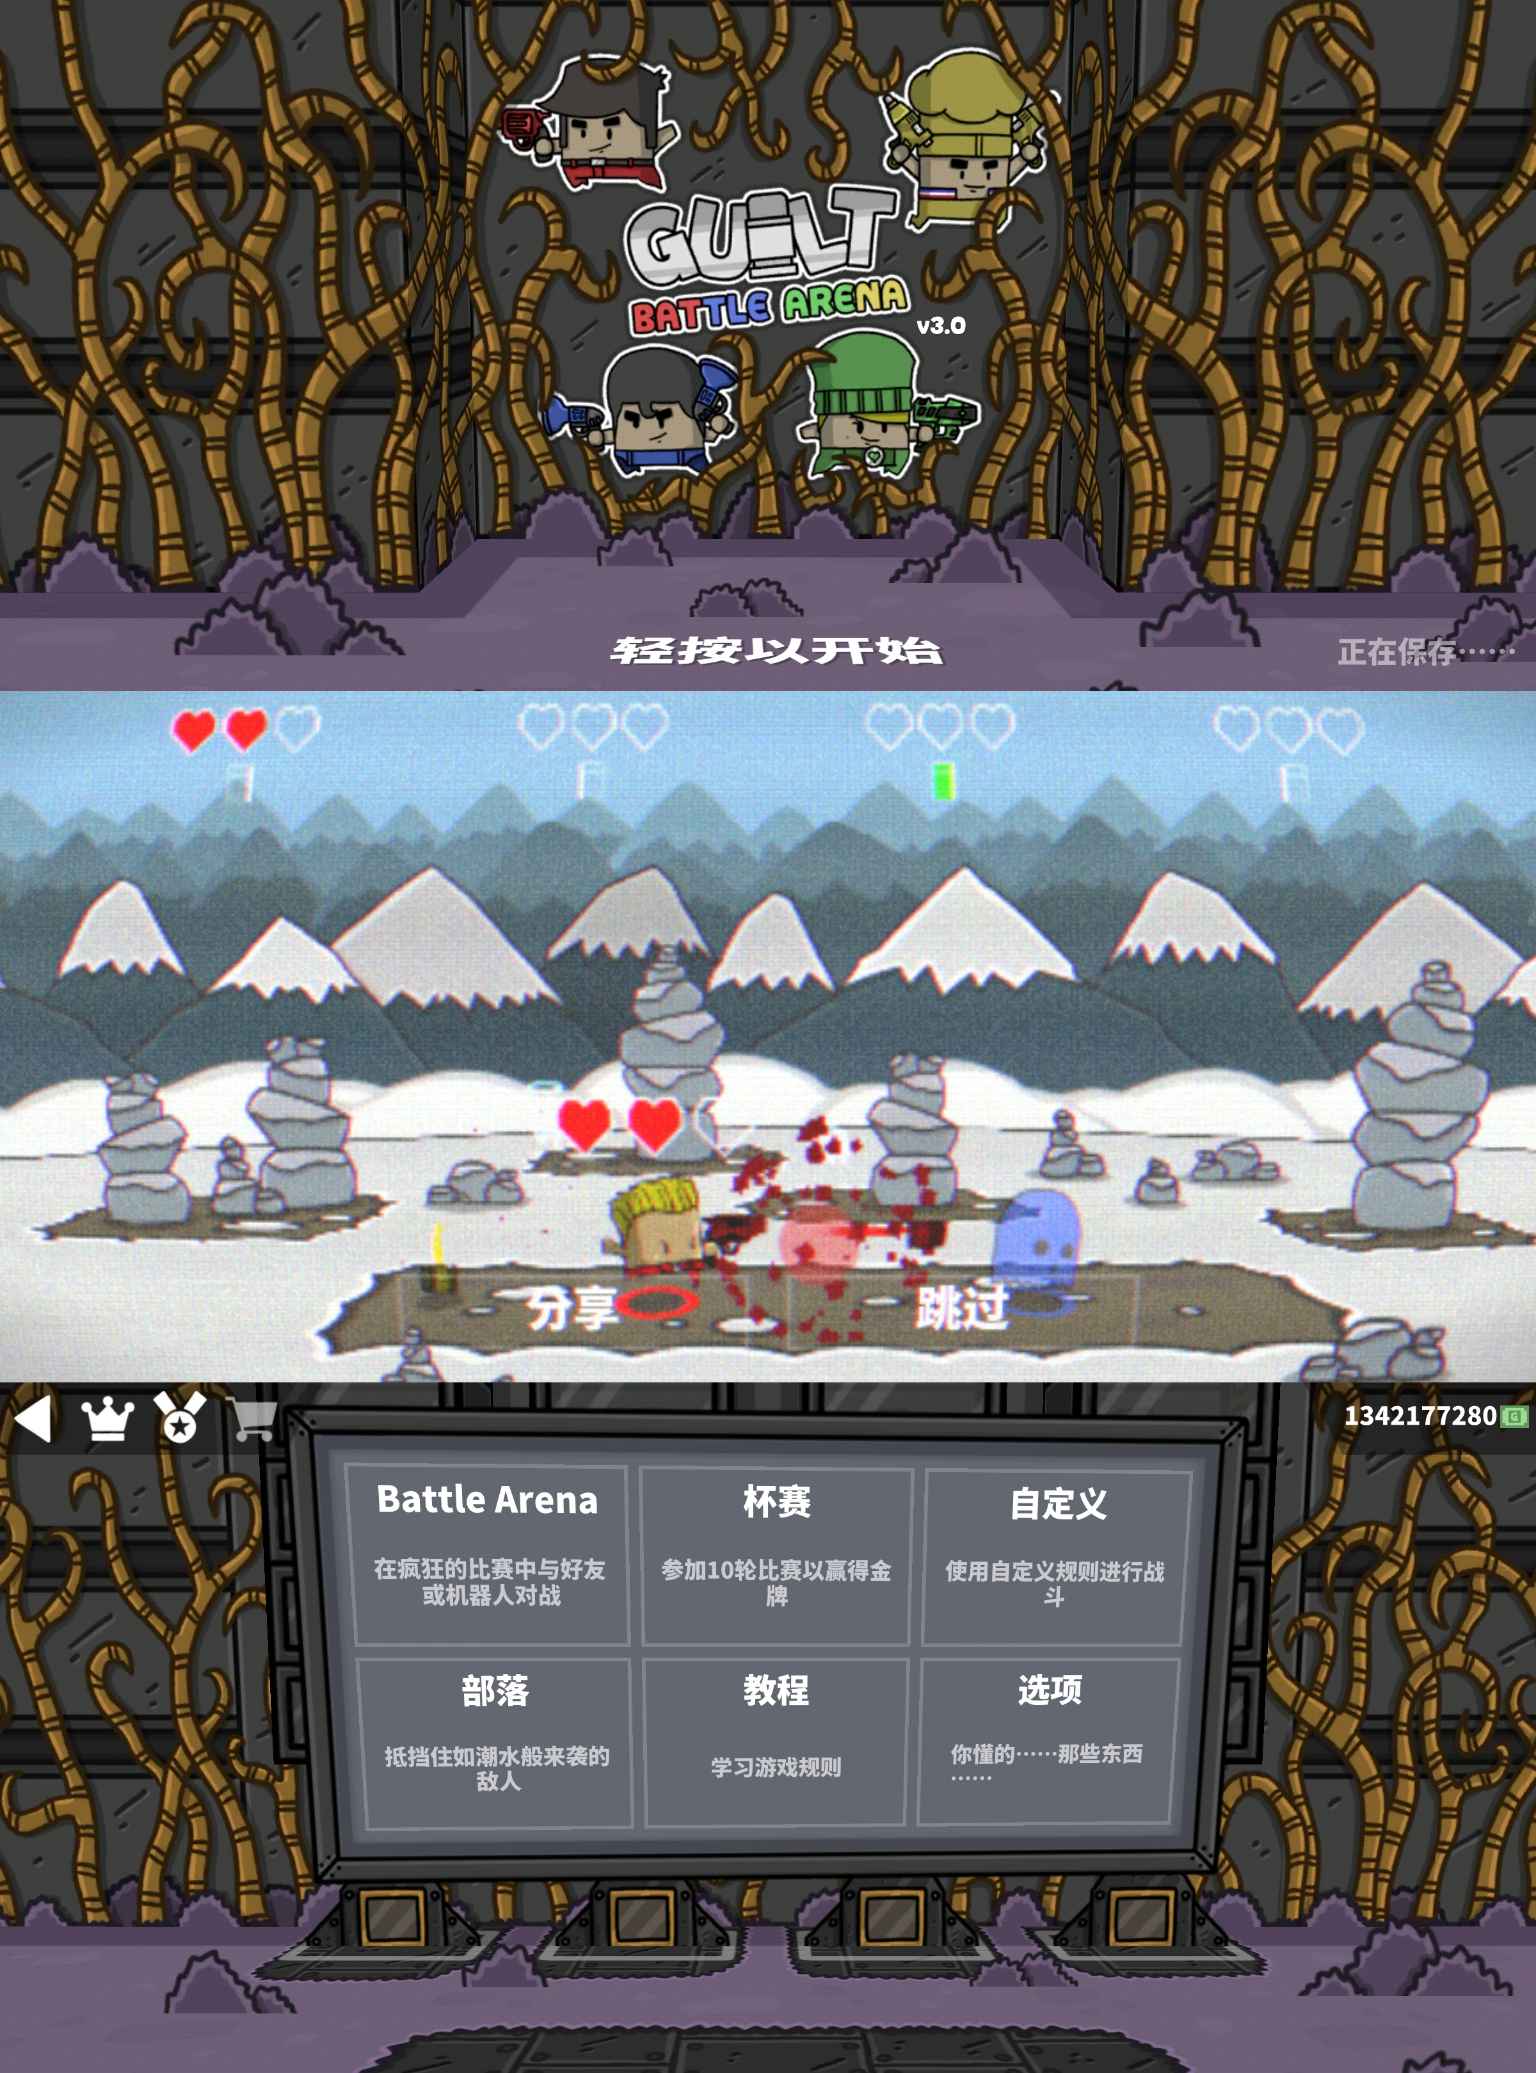 GUILT
BATTLE ARENA
v3.0
轻按以开始
正在保存……
分享
跳过
1342177280
Battle Arena
在疯狂的比赛中与好友
或机器人对战
杯赛
参加10轮比赛以赢得金
牌
自定义
使用自定义规则进行战
斗
部落
抵挡住如潮水般来袭的
敌人
教程
学习游戏规则
选项
你懂的……那些东西
……